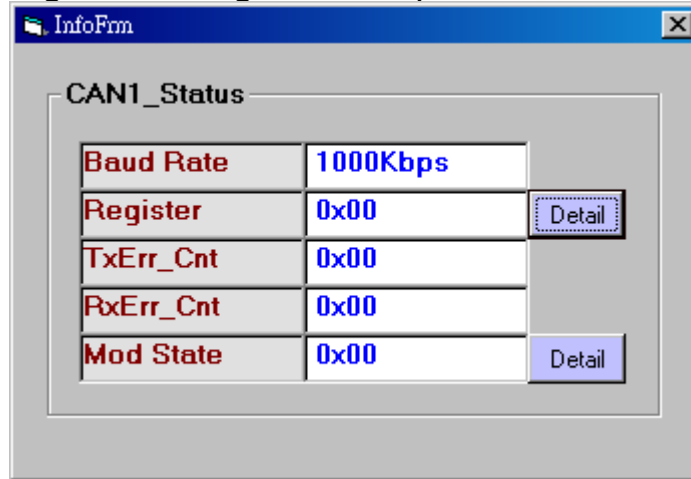 InfoFrm
CAN1_Status
Baud Rate 1000Kbps
Register 0x00 Detail
TxErr_Cnt 0x00
RxErr_Cnt 0x00
Mod State 0x00 Detail